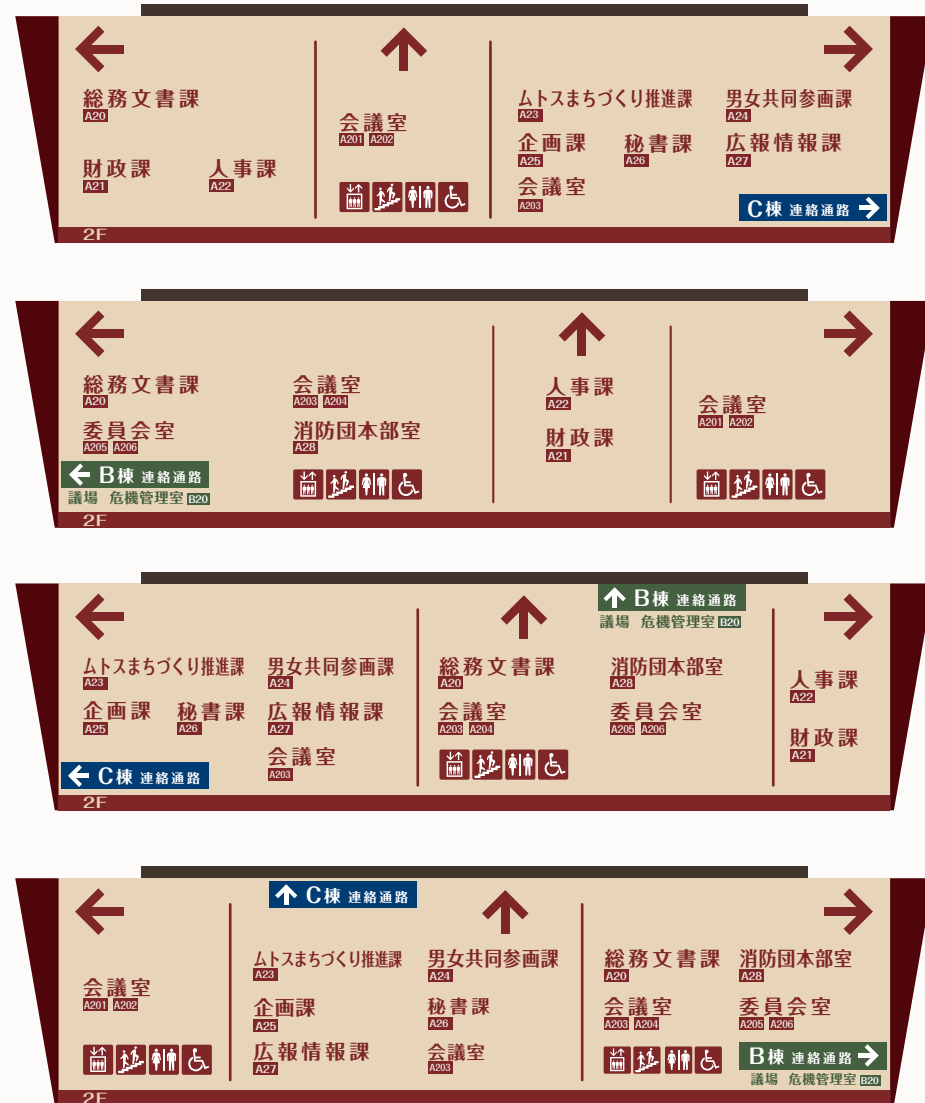 総務文書課
A20
財政課 人事課
A21 A22
会議室
A201 A202
ムトスまちづくり推進課 男女共同参画課
A23 A24
企画課 秘書課 広報情報課
A25 A26 A27
会議室
A203
C棟 連絡通路
2F
総務文書課 会議室
A20 A203 A204
委員会室 消防団本部室
A205 A206 A28
B棟 連絡通路
議場 危機管理室 B20
人事課
A22
財政課
A21
会議室
A201 A202
2F
ムトスまちづくり推進課 男女共同参画課
A23 A24
企画課 秘書課 広報情報課
A25 A26 A27
会議室
A203
C棟 連絡通路
B棟 連絡通路
議場 危機管理室 B20
総務文書課 消防団本部室
A20 A28
会議室 委員会室
A203 A204 A205 A206
人事課
A22
財政課
A21
2F
会議室
A201 A202
C棟 連絡通路
ムトスまちづくり推進課 男女共同参画課
A23 A24
企画課 秘書課
A25 A26
広報情報課 会議室
A27 A203
総務文書課 消防団本部室
A20 A28
会議室 委員会室
A203 A204 A205 A206
B棟 連絡通路
議場 危機管理室 B20
2F